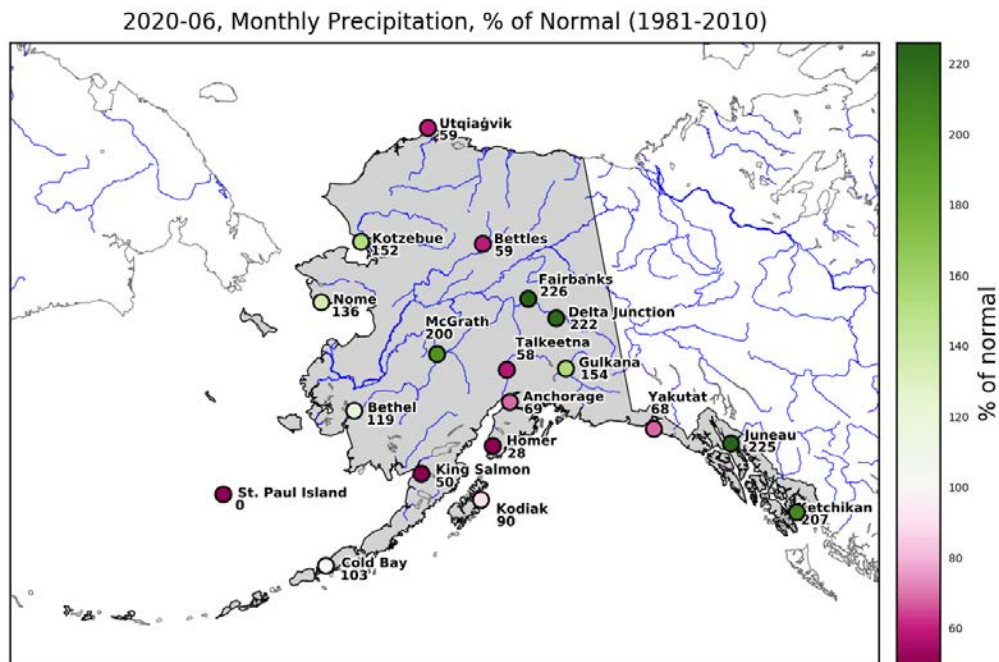 2020-06, Monthly Precipitation, % of Normal (1981-2010)
Utqiaġvik
59
Kotzebue
152
Bettles
59
Nome
136
Fairbanks
226
Delta Junction
222
McGrath
200
Talkeetna
58
Gulkana
154
Bethel
119
Anchorage
69
Yakutat
68
Homer
28
Juneau
225
King Salmon
50
St. Paul Island
0
Kodiak
90
Ketchikan
207
Cold Bay
103
220
200
180
160
140
120
100
80
60
% of normal